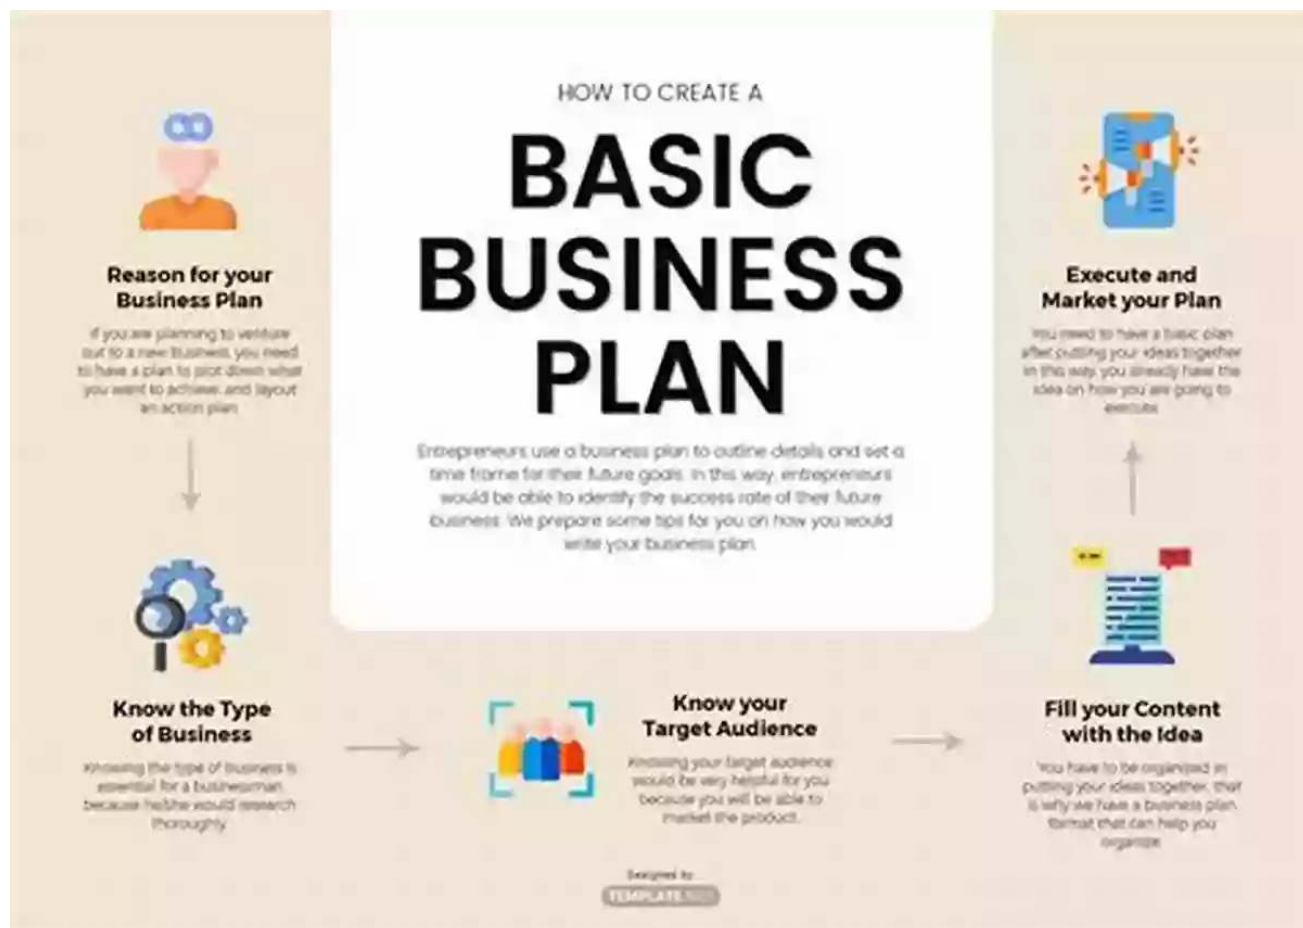 HOW TO CREATE A
BASIC
BUSINESS
PLAN
Entrepreneurs use a business plan to outline details and set a
time frame for their future goals. In this way, entrepreneurs
would be able to identify the success rate of their future
business. We prepare some tips for you on how you would
write your business plan.
Reason for your
Business Plan
If you are planning to venture
out to a new business, you need
to have a plan to plot down what
you want to achieve, and layout
an action plan.
Know the Type
of Business
Knowing the type of business is
essential for a businessman,
because he/she would research
thoroughly.
Know your
Target Audience
Knowing your target audience
would be very helpful for you
because you will be able to
market the product.
Fill your Content
with the Idea
You have to be organized in
putting your ideas together, that
is why we have a business plan
format that can help you
organize.
Execute and
Market your Plan
You need to have a basic plan
after putting your ideas together
in this way, you already have the
idea on how you are going to
execute.
Designed by
TEMPLATE